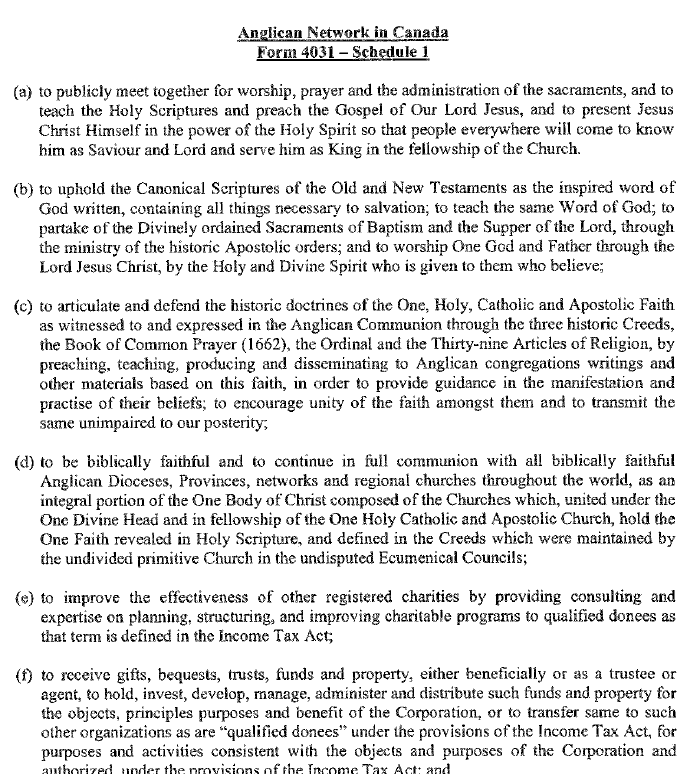 Anglican Network in Canada
Form 4031 – Schedule 1
(a) to publicly meet together for worship, prayer and the administration of the sacraments, and to
teach the Holy Scriptures and preach the Gospel of Our Lord Jesus, and to present Jesus
Christ Himself in the power of the Holy Spirit so that people everywhere will come to know
him as Saviour and Lord and serve him as King in the fellowship of the Church.
(b) to uphold the Canonical Scriptures of the Old and New Testaments as the inspired word of
God written, containing all things necessary to salvation; to teach the same Word of God; to
partake of the Divinely ordained Sacraments of Baptism and the Supper of the Lord, through
the ministry of the historic Apostolic orders; and to worship One God and Father through the
Lord Jesus Christ, by the Holy and Divine Spirit who is given to them who believe;
(c) to articulate and defend the historic doctrines of the One, Holy, Catholic and Apostolic Faith
as witnessed to and expressed in the Anglican Communion through the three historic Creeds,
the Book of Common Prayer (1662), the Ordinal and the Thirty-nine Articles of Religion, by
preaching, teaching, producing and disseminating to Anglican congregations writings and
other materials based on this faith, in order to provide guidance in the manifestation and
practise of their beliefs; to encourage unity of the faith amongst them and to transmit the
same unimpaired to our posterity;
(d) to be biblically faithful and to continue in full communion with all biblically faithful
Anglican Dioceses, Provinces, networks and regional churches throughout the world, as an
integral portion of the One Body of Christ composed of the Churches which, united under the
One Divine Head and in fellowship of the One Holy Catholic and Apostolic Church, hold the
One Faith revealed in Holy Scripture, and defined in the Creeds which were maintained by
the undivided primitive Church in the undisputed Ecumenical Councils;
(e) to improve the effectiveness of other registered charities by providing consulting and
expertise on planning, structuring, and improving charitable programs to qualified donees as
that term is defined in the Income Tax Act;
(f) to receive gifts, bequests, trusts, funds and property, either beneficially or as a trustee or
agent, to hold, invest, develop, manage, administer and distribute such funds and property for
the objects, principles purposes and benefit of the Corporation, or to transfer same to such
other organizations as are “qualified donees” under the provisions of the Income Tax Act, for
purposes and activities consistent with the objects and purposes of the Corporation and
authorized, under the provisions of the Income Tax Act; and